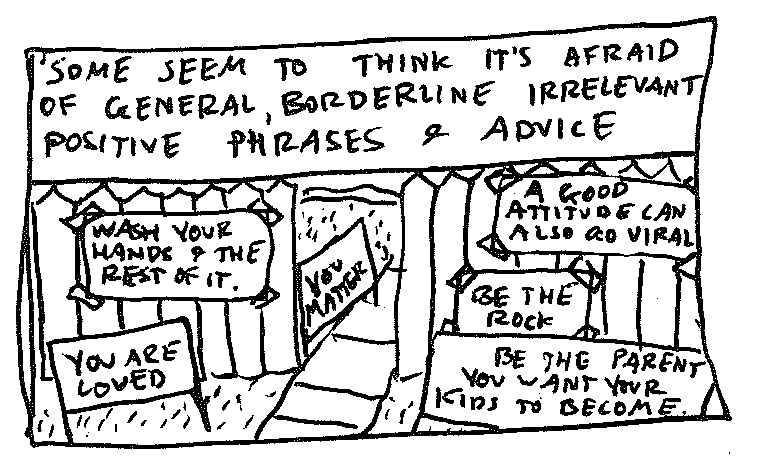 SOME SEEM TO THINK IT'S AFRAID
OF GENERAL, BORDERLINE IRRELEVANT
POSITIVE PHRASES & ADVICE
WASH YOUR
HANDS & THE
REST OF IT.
YOU ARE
LOVED
YOU
MATTER
A GOOD
ATTITUDE CAN
ALSO GO VIRAL
BE THE
ROCK
BE THE PARENT
YOU WANT YOUR
KIDS TO BECOME.